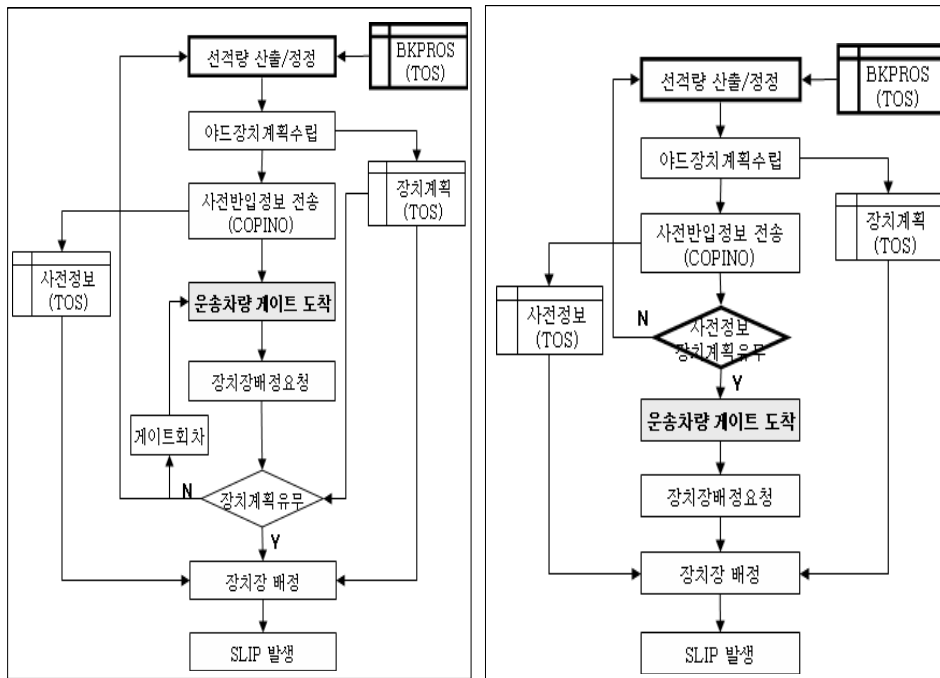 선적량 산출/정정
BKPROS
(TOS)
야드장치계획수립
장치계획
(TOS)
사전반입정보 전송
(COPINO)
사전정보
(TOS)
운송차량 게이트 도착
장치장배정요청
게이트회차
N
장치계획유무
Y
장치장 배정
SLIP 발생
선적량 산출/정정
BKPROS
(TOS)
야드장치계획수립
장치계획
(TOS)
사전반입정보 전송
(COPINO)
사전정보
(TOS)
N
사전정보
장치계획유무
Y
운송차량 게이트 도착
장치장배정요청
장치장 배정
SLIP 발생